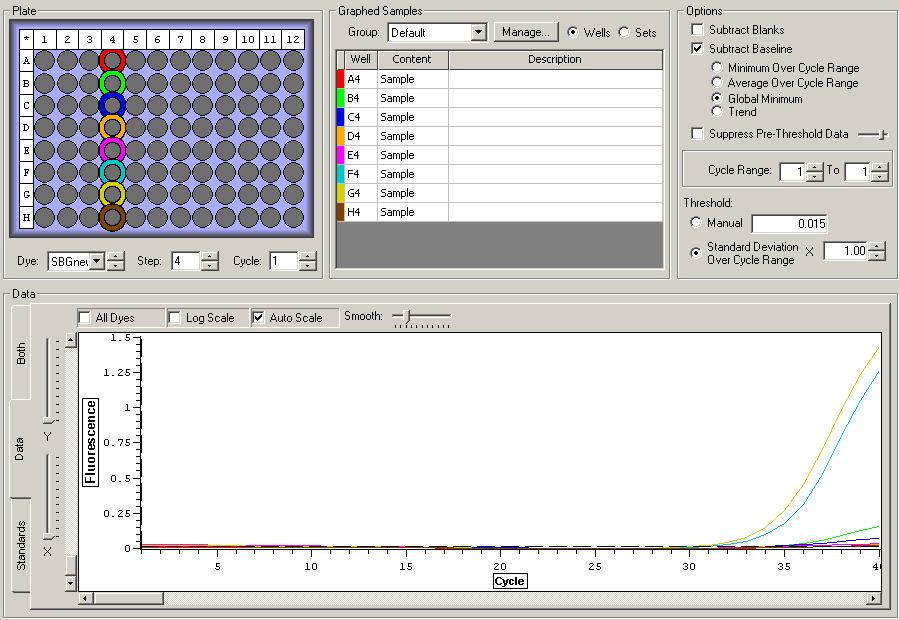 Plate
* 1 2 3 4 5 6 7 8 9 10 11 12
A
B
C
D
E
F
G
H
Dye: SBGnev Step: 4 Cycle: 1
Graphed Samples
Group: Default Manage... Wells Sets
Well Content Description
A4 Sample
B4 Sample
C4 Sample
D4 Sample
E4 Sample
F4 Sample
G4 Sample
H4 Sample
Options
Subtract Blanks
Subtract Baseline
Minimum Over Cycle Range
Average Over Cycle Range
Global Minimum
Trend
Suppress Pre-Threshold Data
Cycle Range: 1 To 1
Threshold:
Manual 0.015
Standard Deviation
Over Cycle Range X 1.00
Data
All Dyes Log Scale Auto Scale Smooth:
Both
Data
Standards
Y
X
Fluorescence
1.5
1.25
1
0.75
0.5
0.25
0
5 10 15 20 25 30 35 40
Cycle